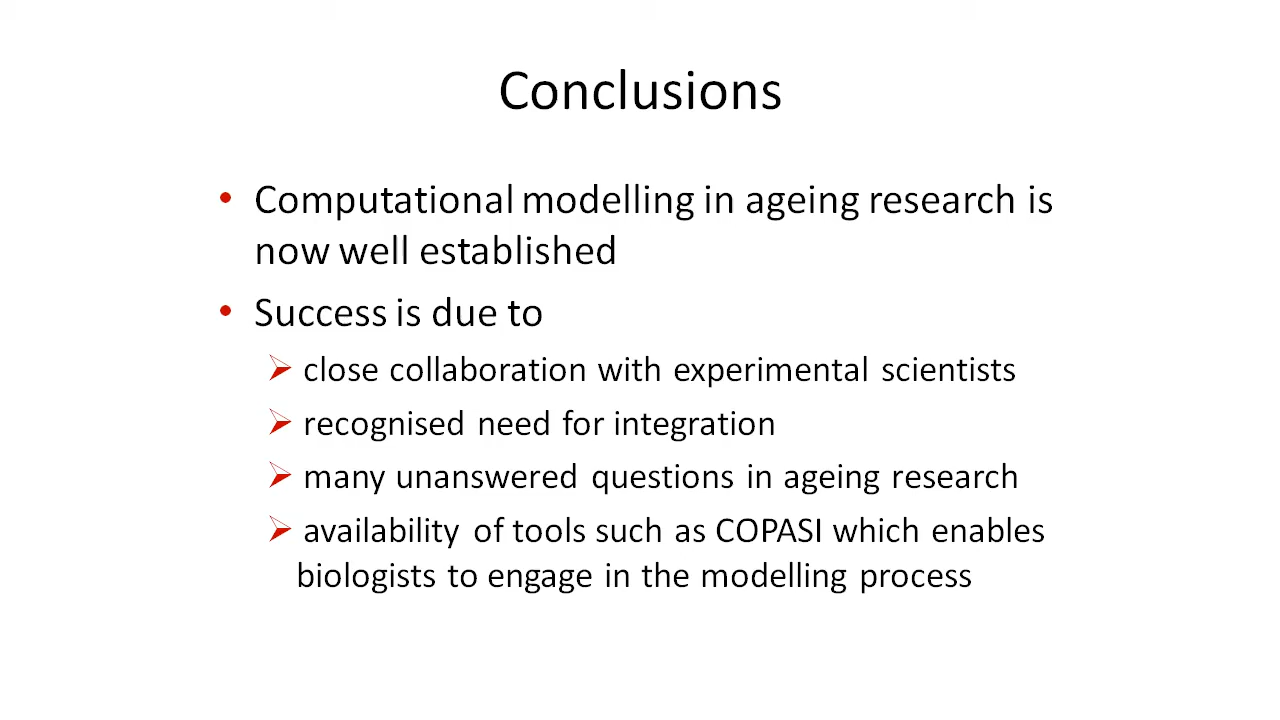 Conclusions
• Computational modelling in ageing research is
now well established
• Success is due to
➢ close collaboration with experimental scientists
➢ recognised need for integration
➢ many unanswered questions in ageing research
➢ availability of tools such as COPASI which enables
biologists to engage in the modelling process